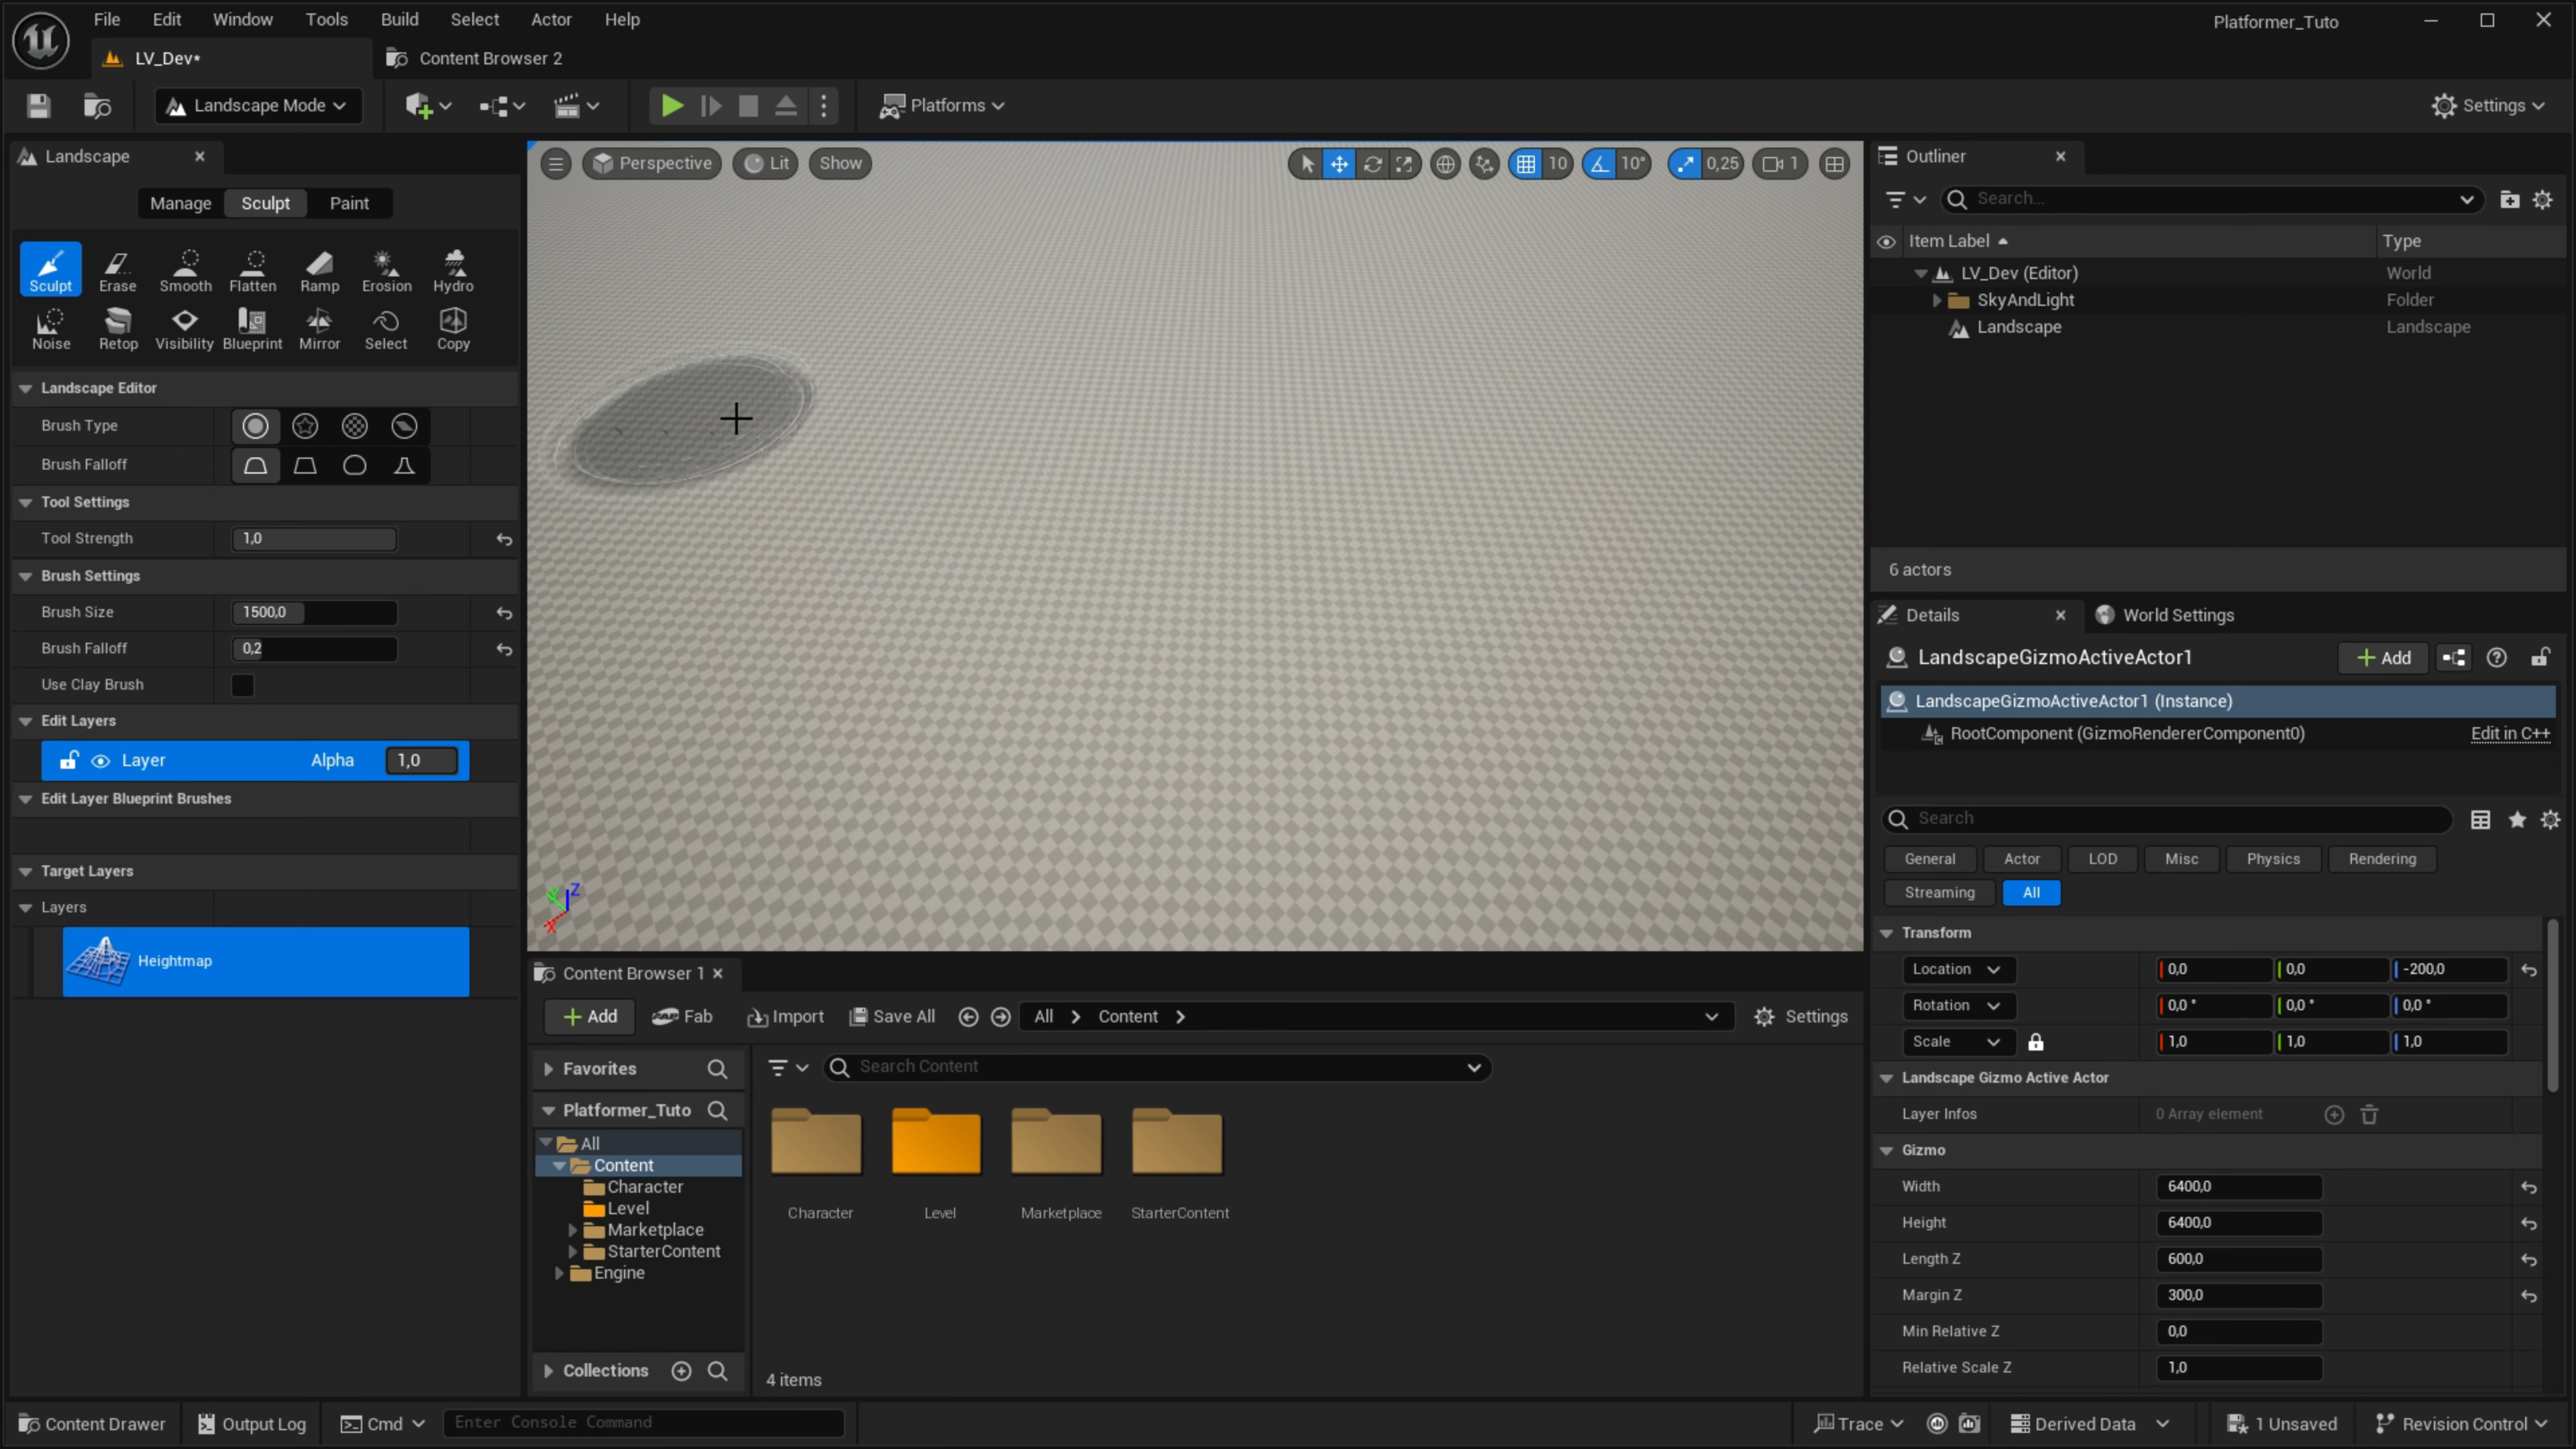 File Edit Window Tools Build Select Actor Help
Platformer_Tuto
LV_Dev*
Content Browser 2
Landscape Mode
Platforms
Settings
Landscape
Manage Sculpt Paint
Sculpt Erase Smooth Flatten Ramp Erosion Hydro
Noise Retop Visibility Blueprint Mirror Select Copy
Landscape Editor
Brush Type
Brush Falloff
Tool Settings
Tool Strength 1,0
Brush Settings
Brush Size 1500,0
Brush Falloff 0,2
Use Clay Brush
Edit Layers
Layer Alpha 1,0
Edit Layer Blueprint Brushes
Target Layers
Layers
Heightmap
Perspective Lit Show
10 10° 0,25 1
Z
Y
X
Content Browser 1
Add Fab Import Save All All Content Settings
Favorites
Search Content
Platformer_Tuto
All
Content
Character
Level
Marketplace
StarterContent
Engine
Collections
Character Level Marketplace StarterContent
4 items
Outliner
Search...
Item Label Type
LV_Dev (Editor) World
SkyAndLight Folder
Landscape Landscape
6 actors
Details World Settings
LandscapeGizmoActiveActor1 Add
LandscapeGizmoActiveActor1 (Instance)
RootComponent (GizmoRendererComponent0) Edit in C++
Search
General Actor LOD Misc Physics Rendering
Streaming All
Transform
Location 0,0 0,0 -200,0
Rotation 0,0 ° 0,0 ° 0,0 °
Scale 1,0 1,0 1,0
Landscape Gizmo Active Actor
Layer Infos 0 Array element
Gizmo
Width 6400,0
Height 6400,0
Length Z 600,0
Margin Z 300,0
Min Relative Z 0,0
Relative Scale Z 1,0
Content Drawer Output Log Cmd Enter Console Command
Trace Derived Data 1 Unsaved Revision Control